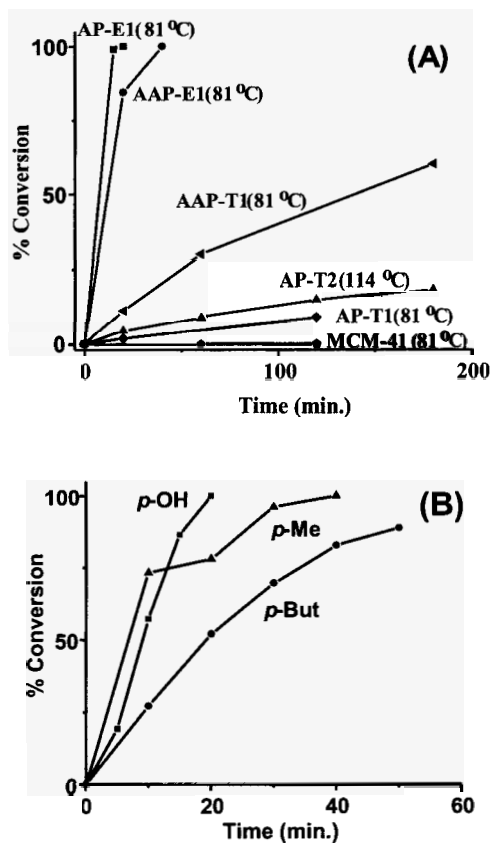 AP-E1(81 ⁰C)
(A)
100
AAP-E1(81 ⁰C)
% Conversion
AAP-T1(81 ⁰C)
50
AP-T2(114 ⁰C)
AP-T1(81 ⁰C)
MCM-41(81 ⁰C)
0
0
100
200
Time (min.)
(B)
100
p-OH
p-Me
% Conversion
p-But
50
0
0
20
40
60
Time (min.)